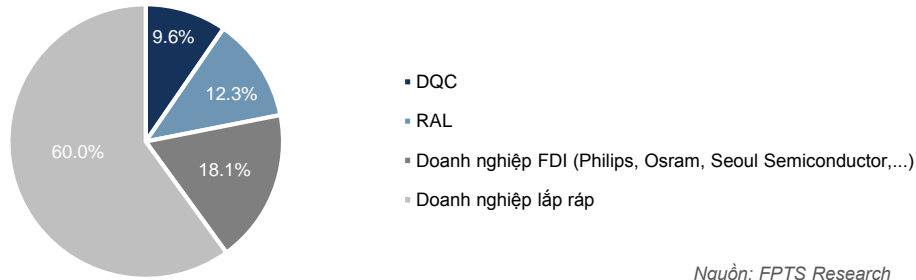 9.6%
12.3%
18.1%
60.0%
DQC
RAL
Doanh nghiệp FDI (Philips, Osram, Seoul Semiconductor,...)
Doanh nghiệp lắp ráp
Nguồn: FPTS Research